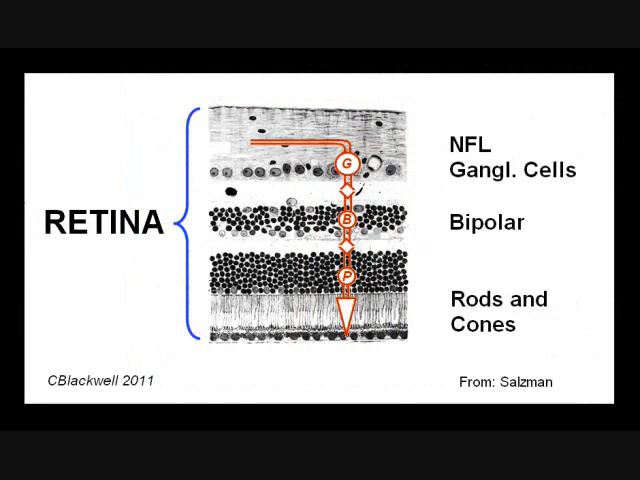 NFL
Gangl. Cells
G
RETINA
B
Bipolar
P
Rods and
Cones
CBlackwell 2011
From: Salzman